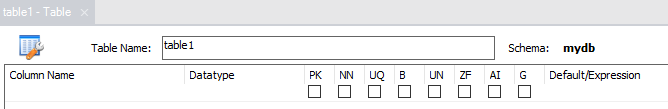 table1 - Table
Table Name: table1 Schema: mydb
Column Name Datatype PK NN UQ B UN ZF AI G Default/Expression